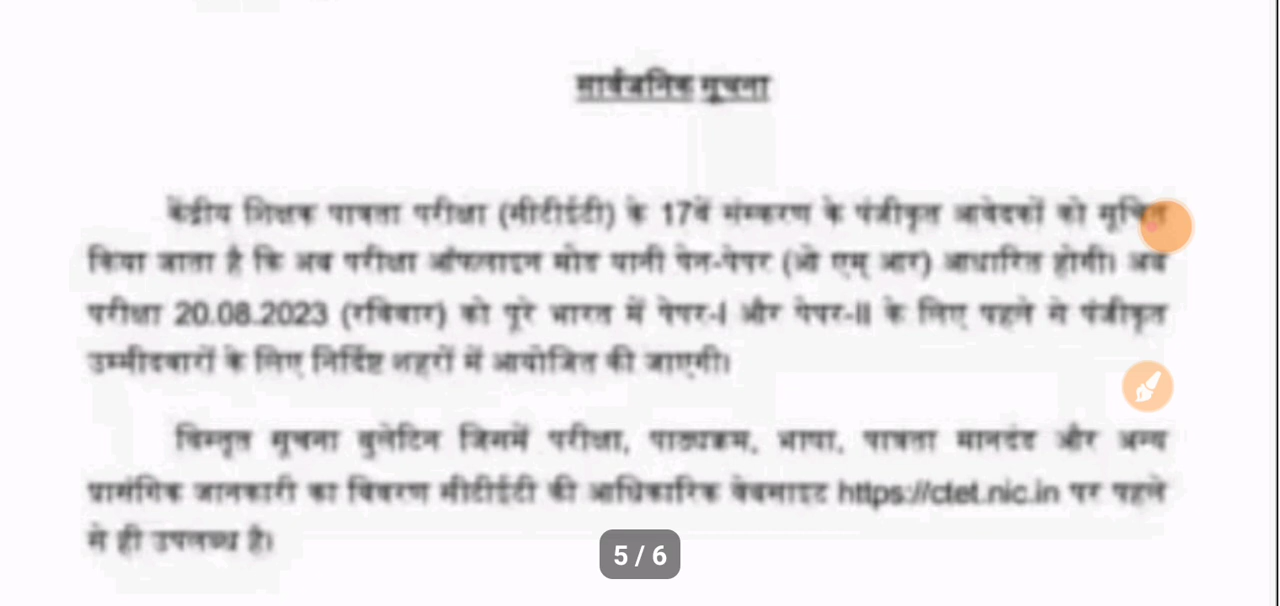 सार्वजनिक सूचना
केंद्रीय शिक्षक पात्रता परीक्षा (सीटीईटी) के 17वें संस्करण के पंजीकृत आवेदकों को सूचित
किया जाता है कि अब परीक्षा ऑफलाइन मोड यानी पेन-पेपर (ओ एम् आर) आधारित होगी। अब
परीक्षा 20.08.2023 (रविवार) को पूरे भारत में पेपर-I और पेपर-II के लिए पहले से पंजीकृत
उम्मीदवारों के लिए निर्दिष्ट शहरों में आयोजित की जाएगी।
विस्तृत सूचना बुलेटिन जिसमें परीक्षा, पाठ्यक्रम, भाषा, पात्रता मानदंड और अन्य
प्रासंगिक जानकारी का विवरण सीटीईटी की आधिकारिक वेबसाइट https://ctet.nic.in पर पहले
से ही उपलब्ध है।
5 / 6